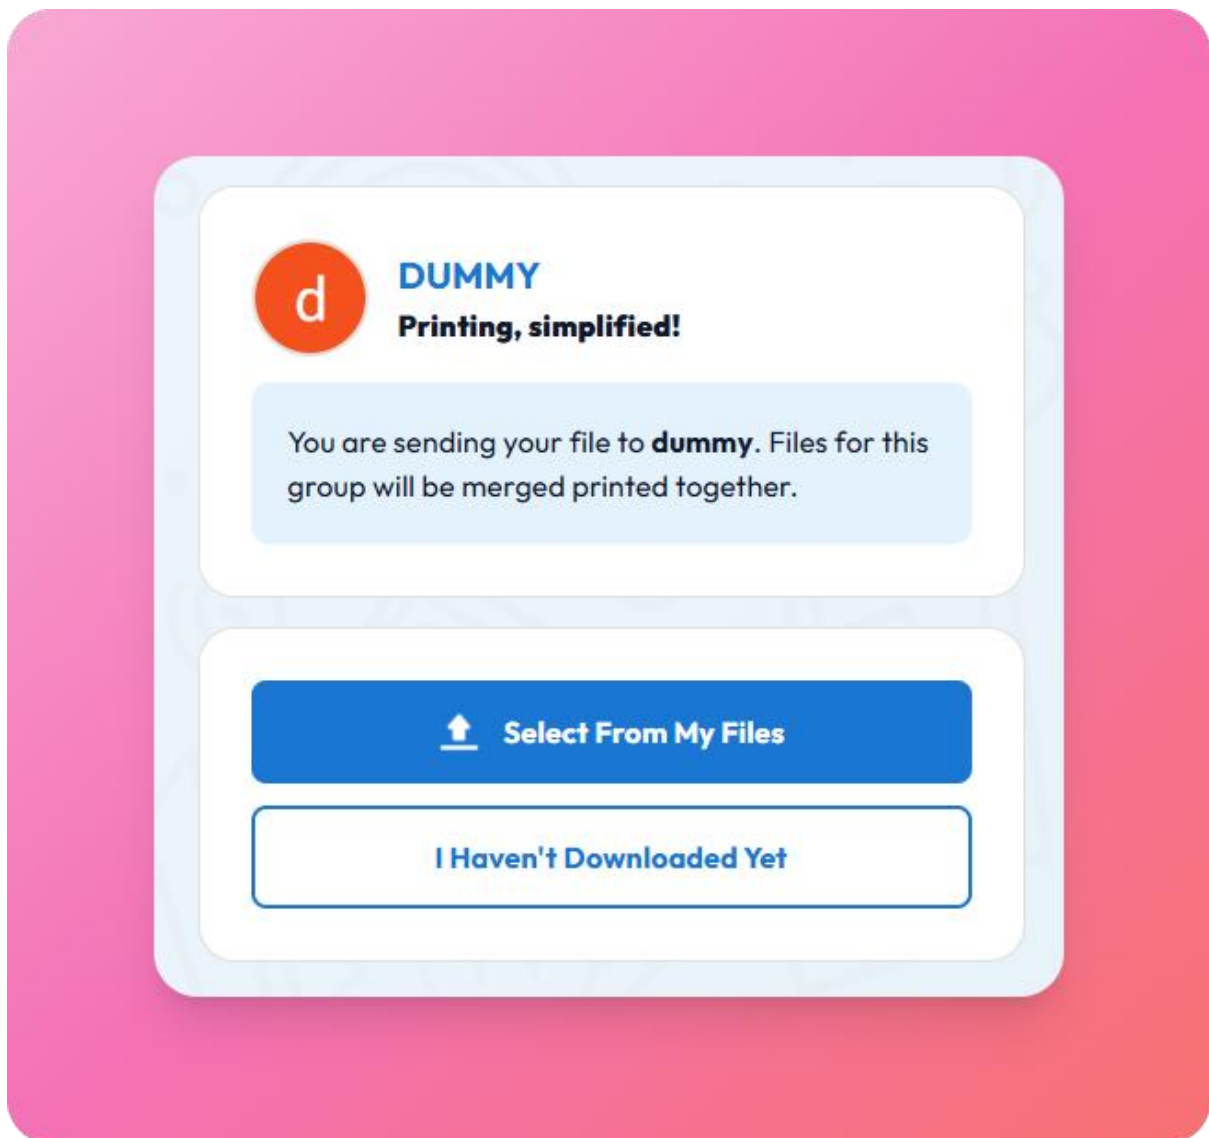 d
DUMMY
Printing, simplified!
You are sending your file to dummy. Files for this
group will be merged printed together.
Select From My Files
I Haven't Downloaded Yet